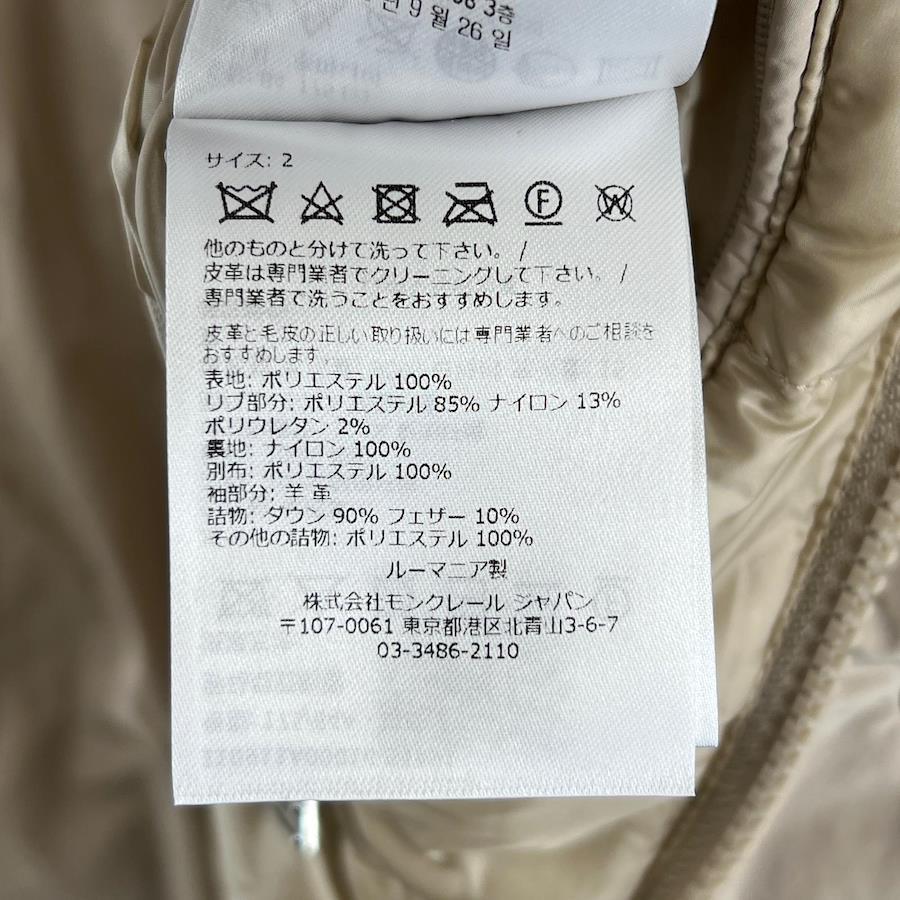 3층
9월 26일
サイズ: 2
F
W
他のものと分けて洗って下さい。 /
皮革は専門業者でクリーニングして下さい。 /
専門業者で洗うことをおすすめします。
皮革と毛皮の正しい取り扱いには専門業者へのご相談を
おすすめします。
表地: ポリエステル 100%
リブ部分: ポリエステル 85% ナイロン 13%
ポリウレタン 2%
裏地: ナイロン 100%
別布: ポリエステル 100%
袖部分: 羊 革
詰物: ダウン 90% フェザー 10%
その他の詰物: ポリエステル 100%
ルーマニア製
株式会社モンクレール ジャパン
〒107-0061 東京都港区北青山3-6-7
03-3486-2110